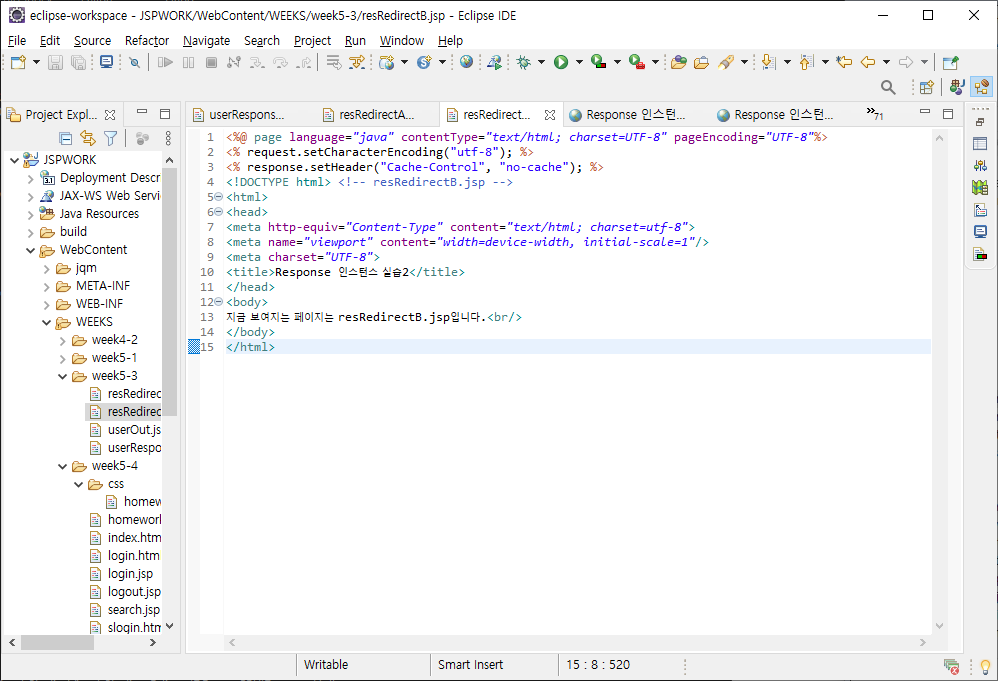 eclipse-workspace - JSPWORK/WebContent/WEEKS/week5-3/resRedirectB.jsp - Eclipse IDE
File Edit Source Refactor Navigate Search Project Run Window Help
Project Expl...
userRespons... resRedirectA... resRedirect... Response 인스턴... Response 인스턴... »71
JSPWORK
Deployment Descr
JAX-WS Web Servi
Java Resources
build
WebContent
jqm
META-INF
WEB-INF
WEEKS
week4-2
week5-1
week5-3
resRedirec
resRedirec
userOut.js
userRespo
week5-4
css
homew
homeworl
index.htm
login.htm
login.jsp
logout.jsp
search.jsp
slogin.htm
1 <%@ page language="java" contentType="text/html; charset=UTF-8" pageEncoding="UTF-8"%>
2 <% request.setCharacterEncoding("utf-8"); %>
3 <% response.setHeader("Cache-Control", "no-cache"); %>
4 <!DOCTYPE html> <!-- resRedirectB.jsp -->
5 <html>
6 <head>
7 <meta http-equiv="Content-Type" content="text/html; charset=utf-8">
8 <meta name="viewport" content="width=device-width, initial-scale=1"/>
9 <meta charset="UTF-8">
10 <title>Response 인스턴스 실습2</title>
11 </head>
12 <body>
13 지금 보여지는 페이지는 resRedirectB.jsp입니다.<br/>
14 </body>
15 </html>
Writable Smart Insert 15 : 8 : 520